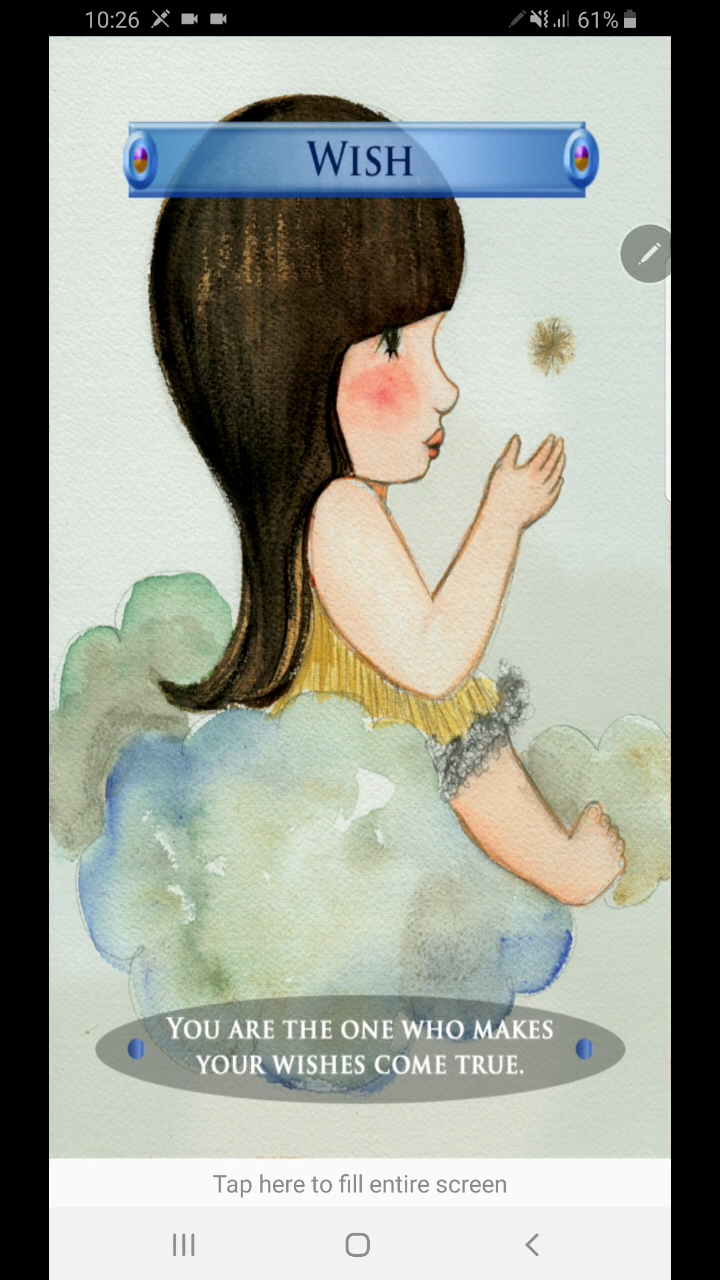 10:26 61%
WISH
YOU ARE THE ONE WHO MAKES
YOUR WISHES COME TRUE.
Tap here to fill entire screen